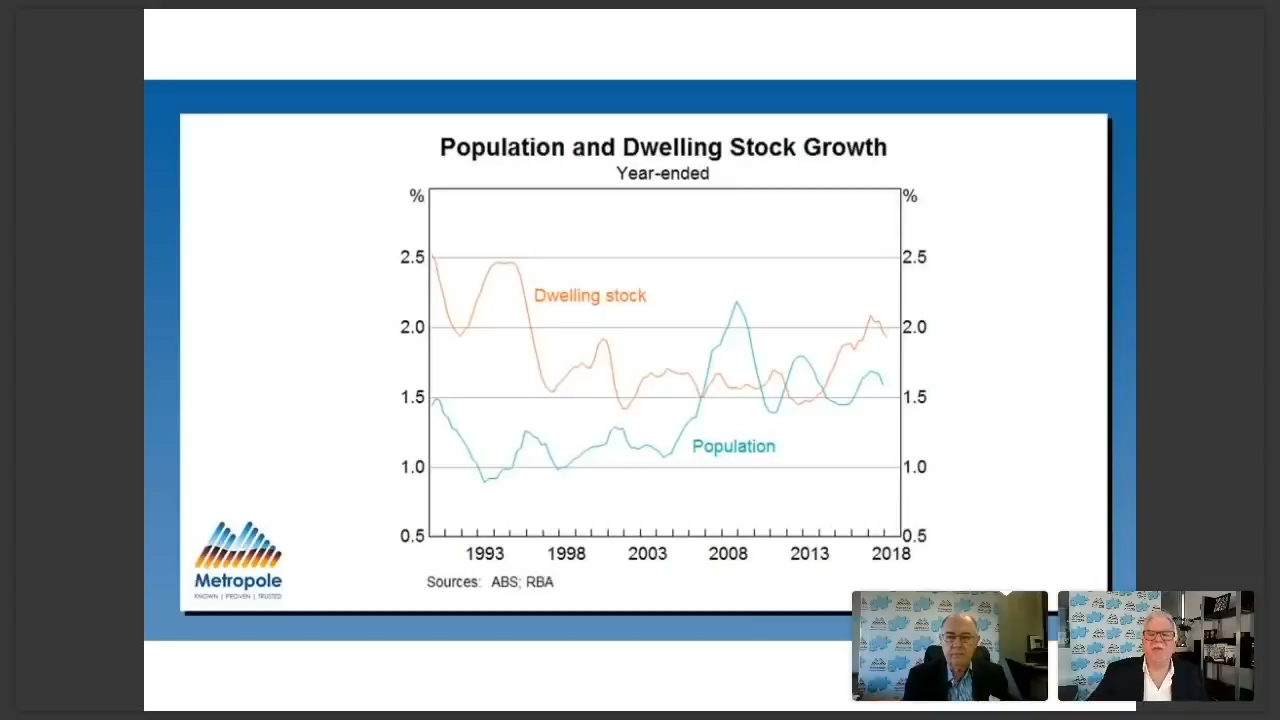 Population and Dwelling Stock Growth
Year-ended
% %
2.5 2.5
Dwelling stock
2.0 2.0
1.5 1.5
Population
1.0 1.0
0.5 0.5
1993 1998 2003 2008 2013 2018
Sources: ABS; RBA
Metropole
KNOWN | PROVEN | TRUSTED